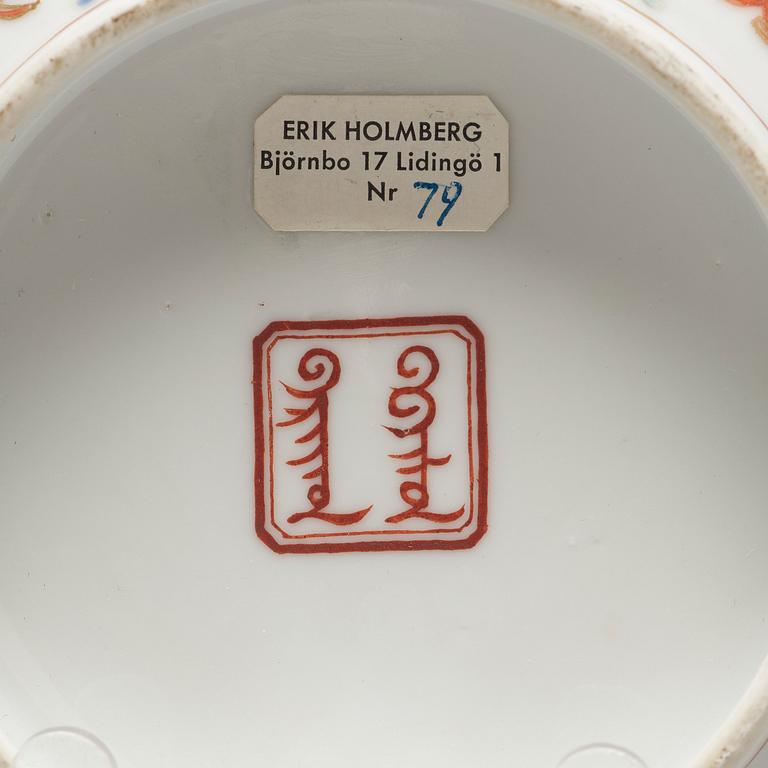 ERIK HOLMBERG
Björnbo 17 Lidingö 1
Nr 79